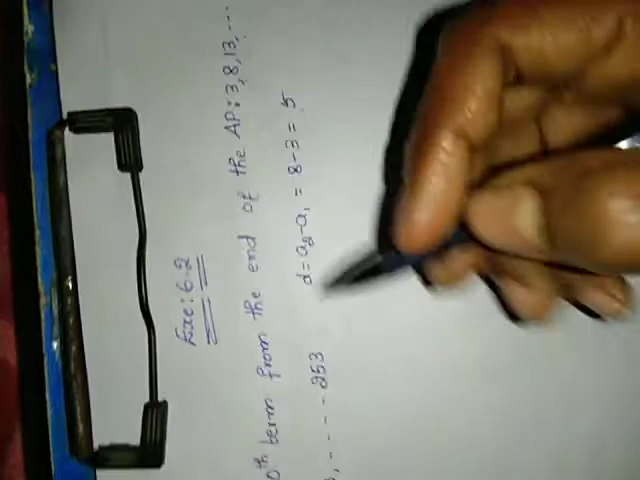 Exe: 6.2
0th term from the end of the AP: 3, 8, 13, ...
, - - - - 253 d = a2 - a1 = 8 - 3 = 5